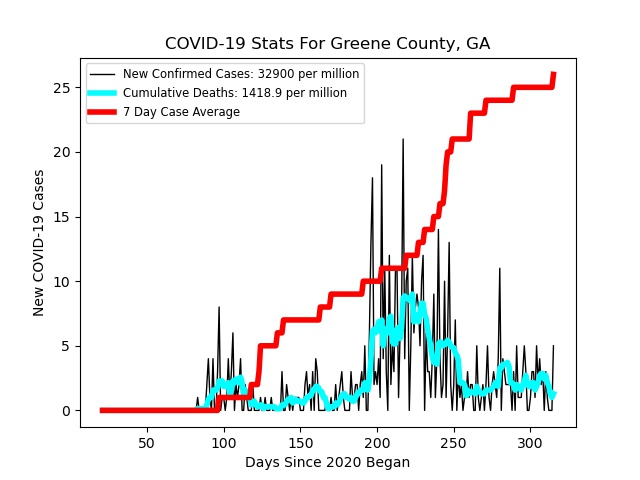 COVID-19 Stats For Greene County, GA
New Confirmed Cases: 32900 per million
Cumulative Deaths: 1418.9 per million
7 Day Case Average
25
20
15
10
5
0
New COVID-19 Cases
50 100 150 200 250 300
Days Since 2020 Began